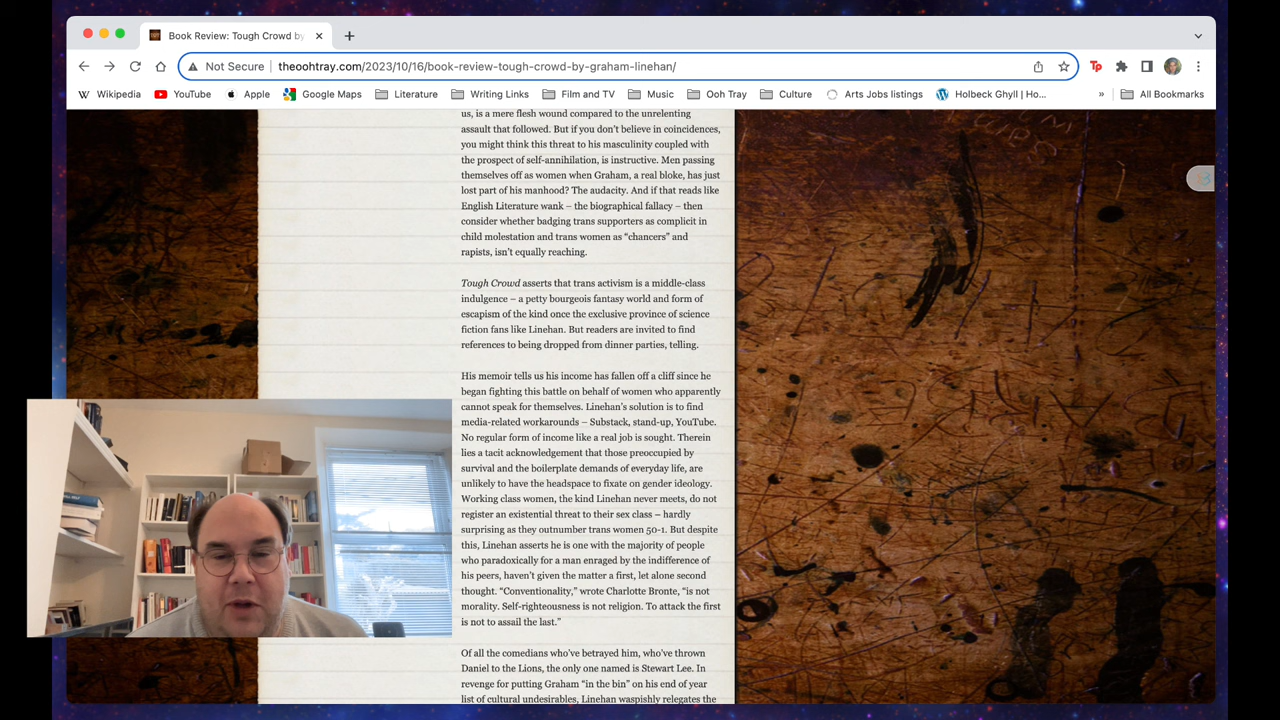 Book Review: Tough Crowd by
Not Secure
theoohtray.com/2023/10/16/book-review-tough-crowd-by-graham-linehan/
Tp
Wikipedia
YouTube
Apple
Google Maps
Literature
Writing Links
Film and TV
Music
Ooh Tray
Culture
Arts Jobs listings
Holbeck Ghyll | Ho...
»
All Bookmarks
us, is a mere flesh wound compared to the unrelenting
assault that followed. But if you don’t believe in coincidences,
you might think this threat to his masculinity coupled with
the prospect of self-annihilation, is instructive. Men passing
themselves off as women when Graham, a real bloke, has just
lost part of his manhood? The audacity. And if that reads like
English Literature wank – the biographical fallacy – then
consider whether badging trans supporters as complicit in
child molestation and trans women as “chancers” and
rapists, isn’t equally reaching.
Tough Crowd asserts that trans activism is a middle-class
indulgence – a petty bourgeois fantasy world and form of
escapism of the kind once the exclusive province of science
fiction fans like Linehan. But readers are invited to find
references to being dropped from dinner parties, telling.
His memoir tells us his income has fallen off a cliff since he
began fighting this battle on behalf of women who apparently
cannot speak for themselves. Linehan’s solution is to find
media-related workarounds – Substack, stand-up, YouTube.
No regular form of income like a real job is sought. Therein
lies a tacit acknowledgement that those preoccupied by
survival and the boilerplate demands of everyday life, are
unlikely to have the headspace to fixate on gender ideology.
Working class women, the kind Linehan never meets, do not
register an existential threat to their sex class – hardly
surprising as they outnumber trans women 50-1. But despite
this, Linehan asserts he is one with the majority of people
who paradoxically for a man enraged by the indifference of
his peers, haven’t given the matter a first, let alone second
thought. “Conventionality,” wrote Charlotte Bronte, “is not
morality. Self-righteousness is not religion. To attack the first
is not to assail the last.”
Of all the comedians who’ve betrayed him, who’ve thrown
Daniel to the Lions, the only one named is Stewart Lee. In
revenge for putting Graham “in the bin” on his end of year
list of cultural undesirables, Linehan waspishly relegates the